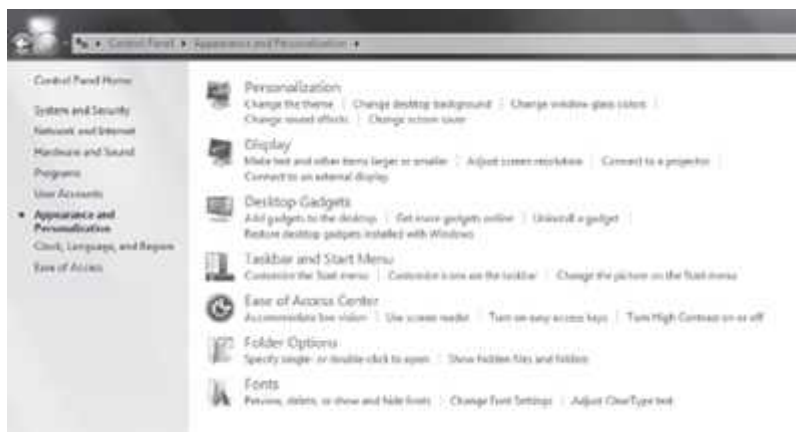 Control Panel ▸ Appearance and Personalization ▸
Control Panel Home
System and Security
Network and Internet
Hardware and Sound
Programs
User Accounts
Appearance and
Personalization
Clock, Language, and Region
Ease of Access
Personalization
Change the theme | Change desktop background | Change window glass colors |
Change sound effects | Change screen saver
Display
Make text and other items larger or smaller | Adjust screen resolution | Connect to a projector |
Connect to an external display
Desktop Gadgets
Add gadgets to the desktop | Get more gadgets online | Uninstall a gadget |
Restore desktop gadgets installed with Windows
Taskbar and Start Menu
Customize the Start menu | Customize icons on the taskbar | Change the picture on the Start menu
Ease of Access Center
Accommodate low vision | Use screen reader | Turn on easy access keys | Turn High Contrast on or off
Folder Options
Specify single- or double-click to open | Show hidden files and folders
Fonts
Preview, delete, or show and hide fonts | Change Font Settings | Adjust ClearType text